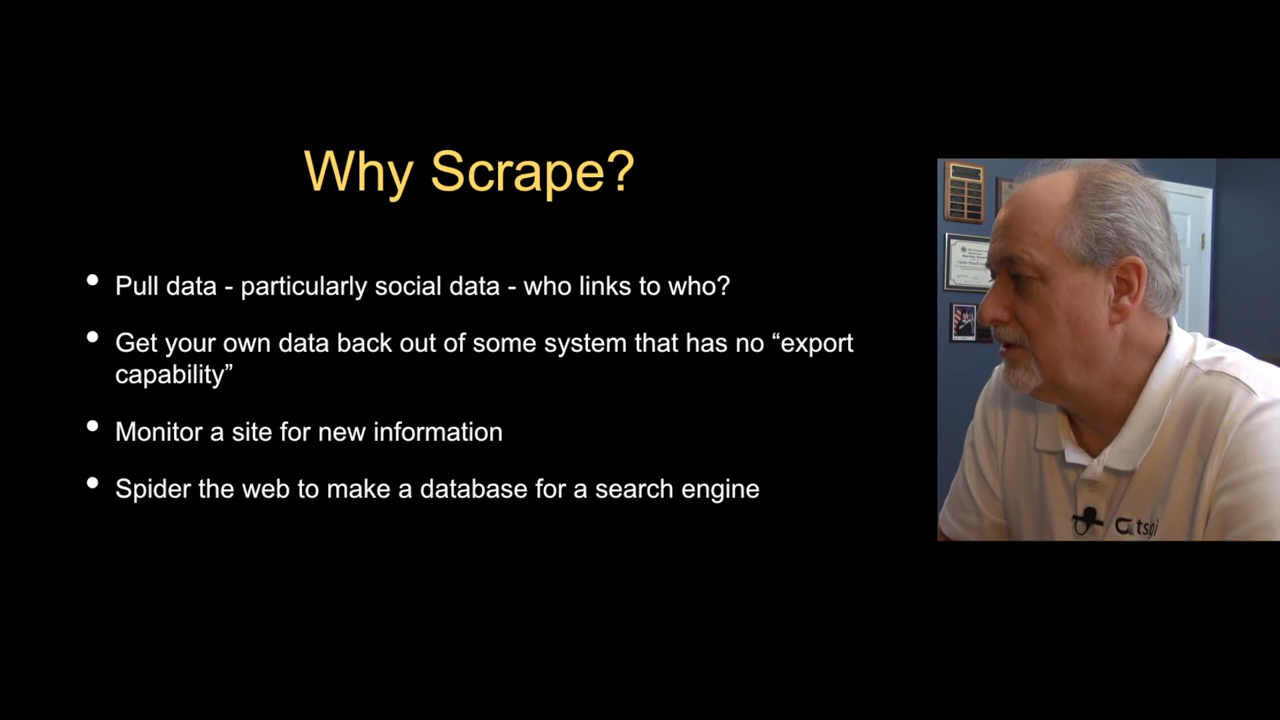 Why Scrape?
• Pull data - particularly social data - who links to who?
• Get your own data back out of some system that has no “export
capability”
• Monitor a site for new information
• Spider the web to make a database for a search engine